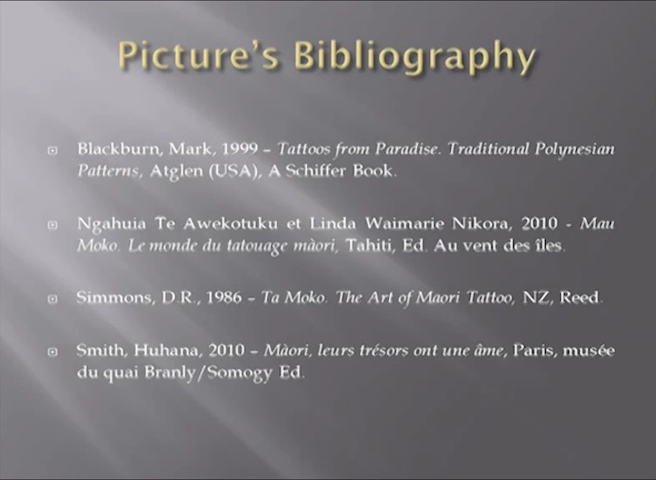 Picture's Bibliography
Blackburn, Mark, 1999 – Tattoos from Paradise. Traditional Polynesian
Patterns, Atglen (USA), A Schiffer Book.
Ngahuia Te Awekotuku et Linda Waimarie Nikora, 2010 - Mau
Moko. Le monde du tatouage màori, Tahiti, Ed. Au vent des îles.
Simmons, D.R., 1986 – Ta Moko. The Art of Maori Tattoo, NZ, Reed.
Smith, Huhana, 2010 – Màori, leurs trésors ont une âme, Paris, musée
du quai Branly/Somogy Ed.